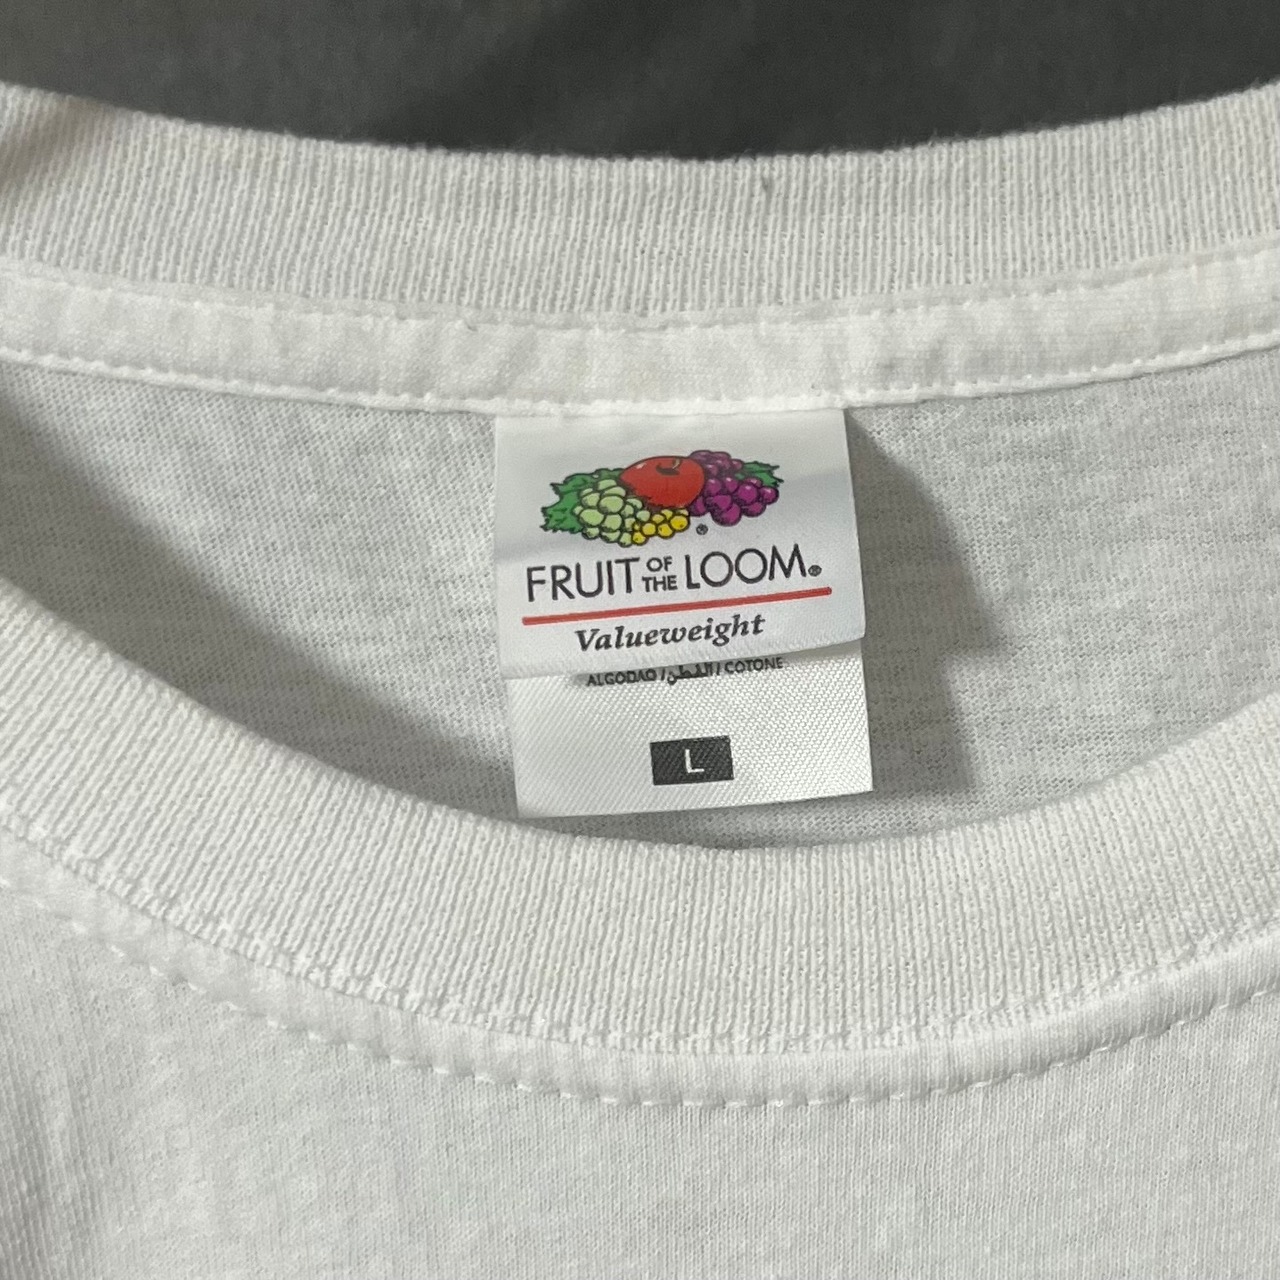 FRUIT OF THE LOOM®
Valueweight
ALGODÃO / القطن / COTONE
L